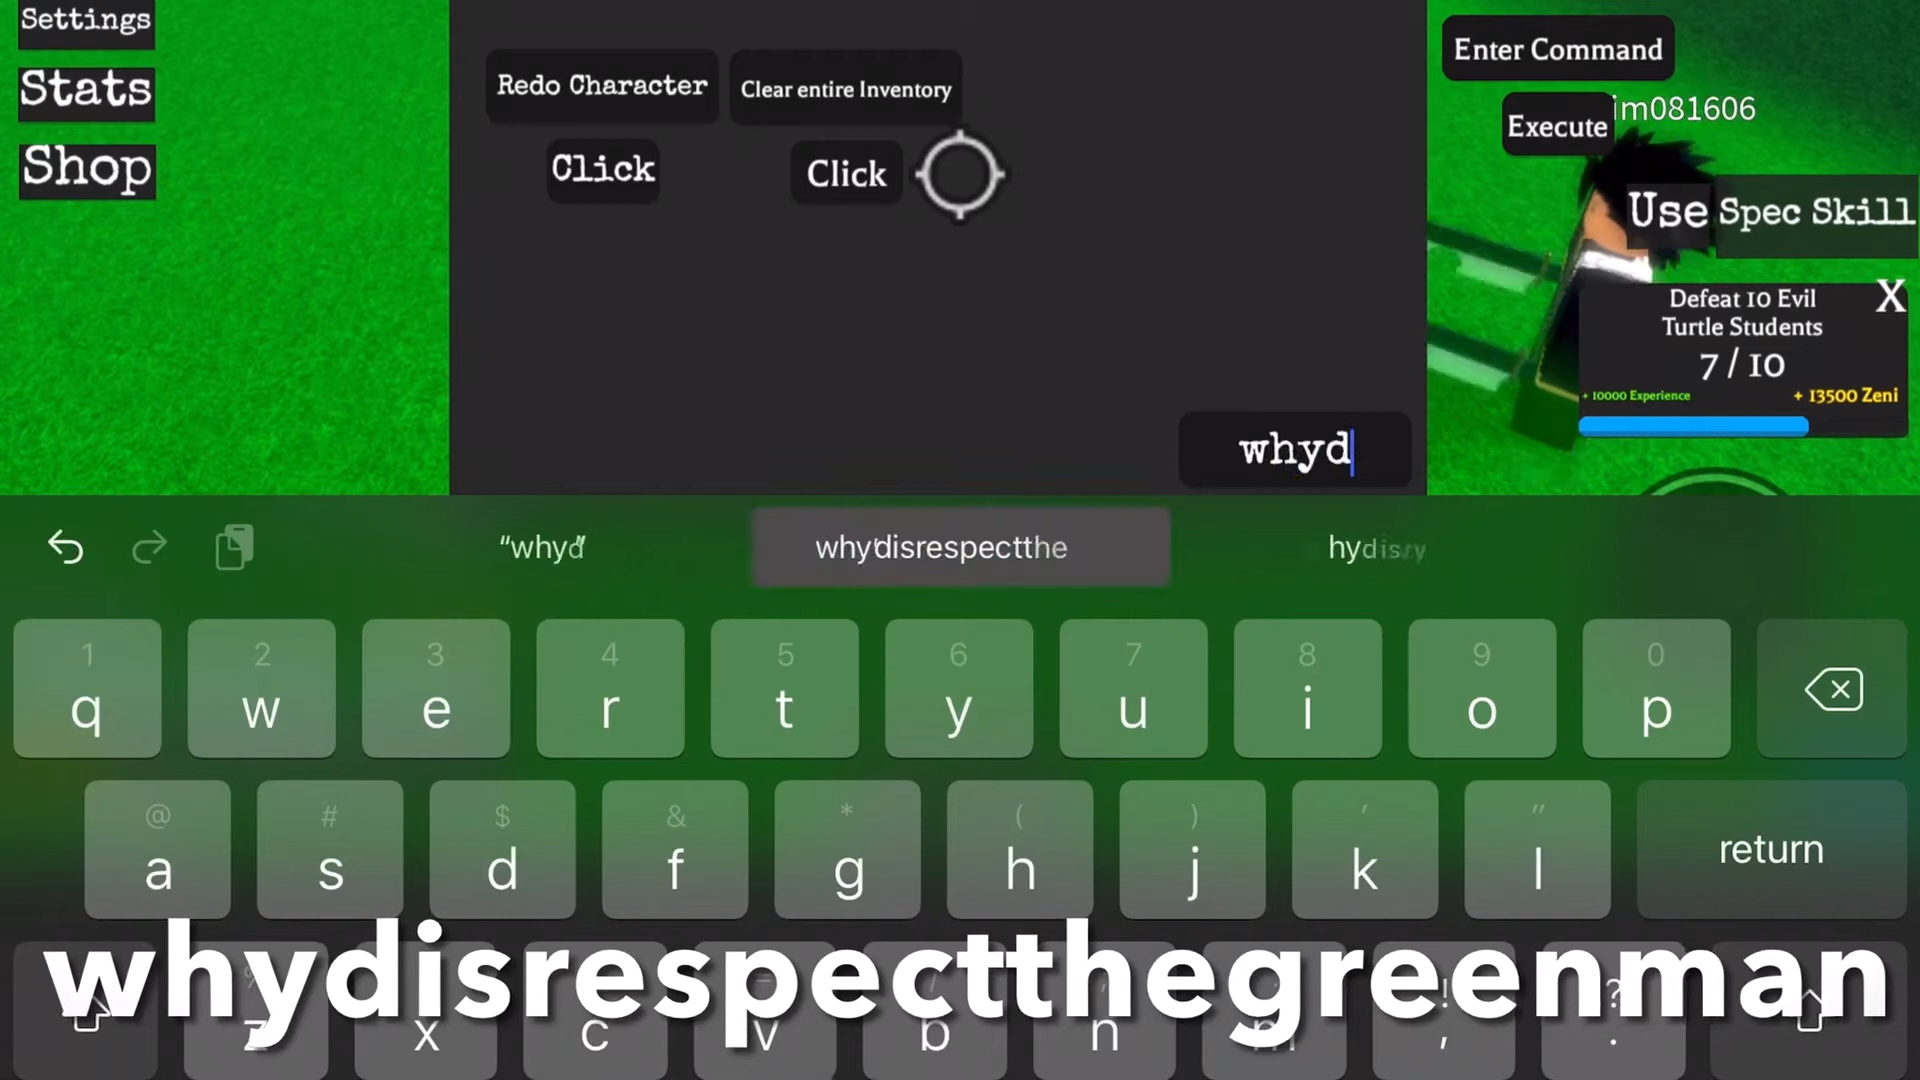 Settings
Stats
Shop
Redo Character
Clear entire Inventory
Click
Click
Enter Command
Execute
im081606
Use
Spec Skill
X
Defeat 10 Evil
Turtle Students
7 / 10
+ 10000 Experience
+ 13500 Zeni
whyd
"whyd"
whydisrespectthe
1 2 3 4 5 6 7 8 9 0
q w e r t y u i o p
@ # $ & * ( ) ' "
a s d f g h j k l
return
whydisrespectthegreenman
z x c v b n m , .
! ?